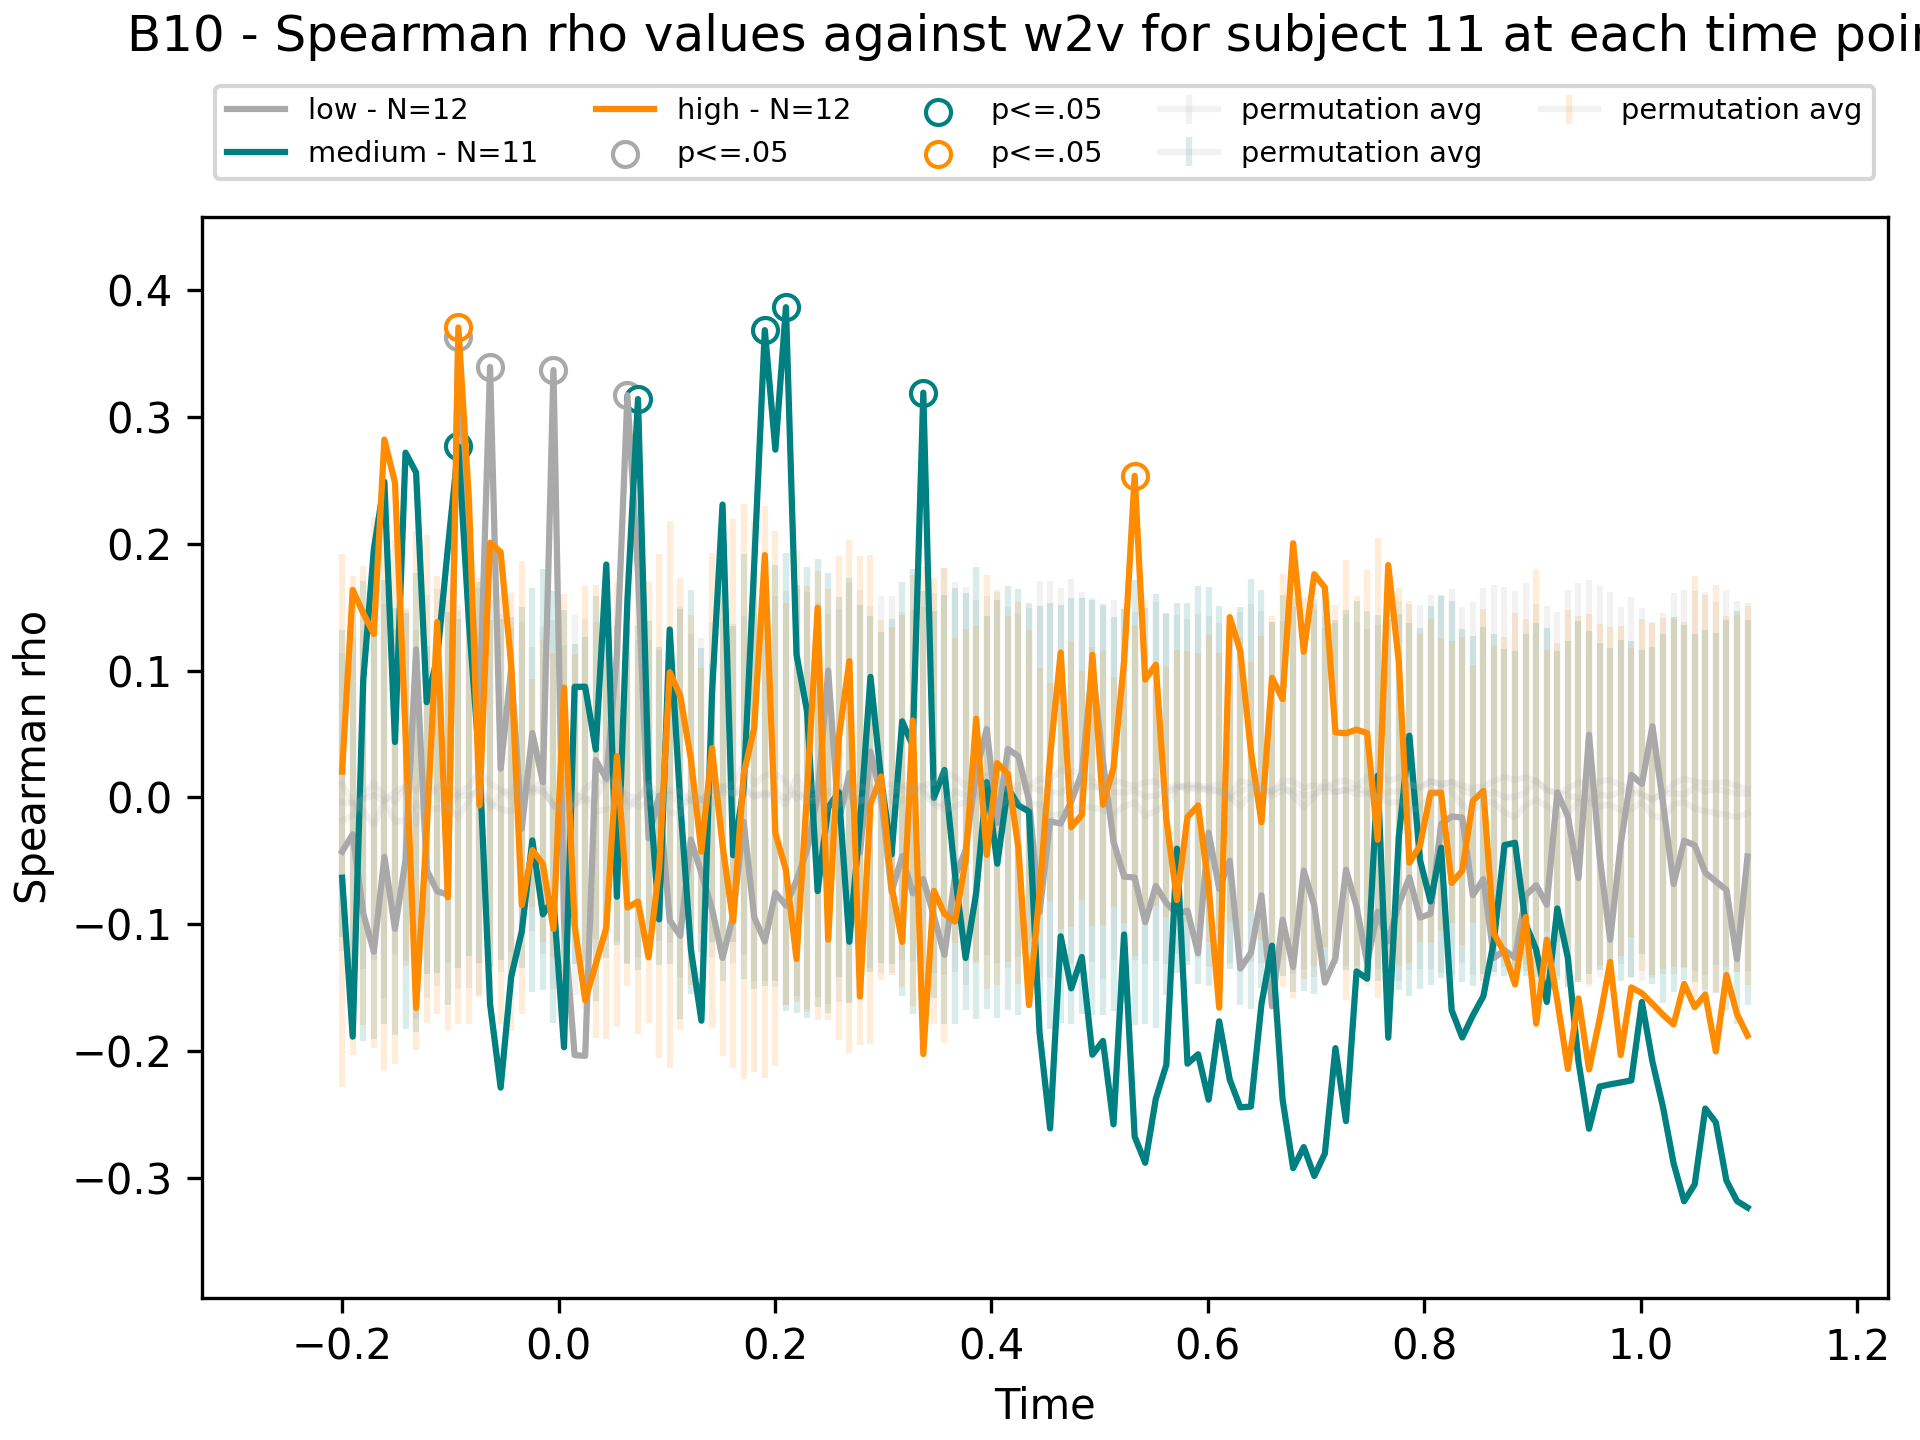 B10 - Spearman rho values against w2v for subject 11 at each time poi
low - N=12
medium - N=11
high - N=12
p<=.05
p<=.05
p<=.05
permutation avg
permutation avg
permutation avg
Spearman rho
0.4
0.3
0.2
0.1
0.0
−0.1
−0.2
−0.3
−0.2 0.0 0.2 0.4 0.6 0.8 1.0 1.2
Time